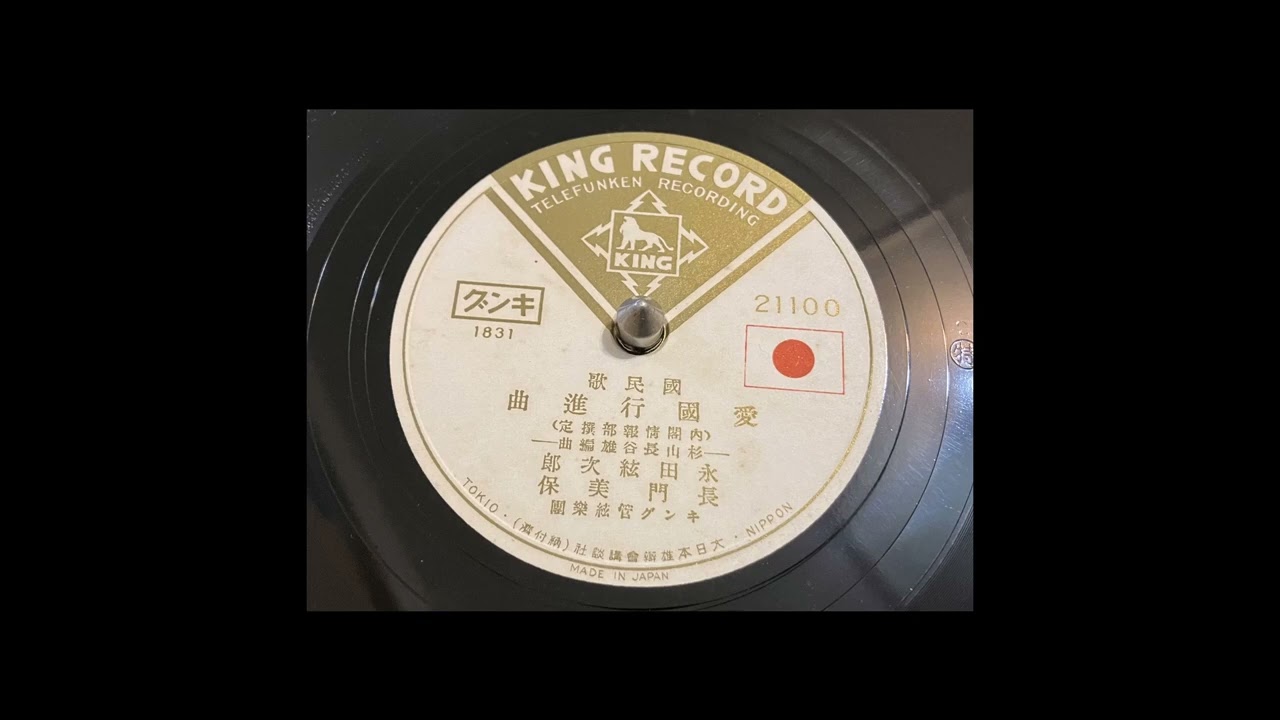 KING RECORD
TELEFUNKEN RECORDING
KING
キング
1831
21100
國民歌
愛國行進曲
(內閣情報部撰定)
—杉山長谷雄編曲—
永田絃次郎
長門美保
キング管絃樂團
NIPPON・大日本雄辯會講談社(納付濟)・TOKIO
MADE IN JAPAN
特